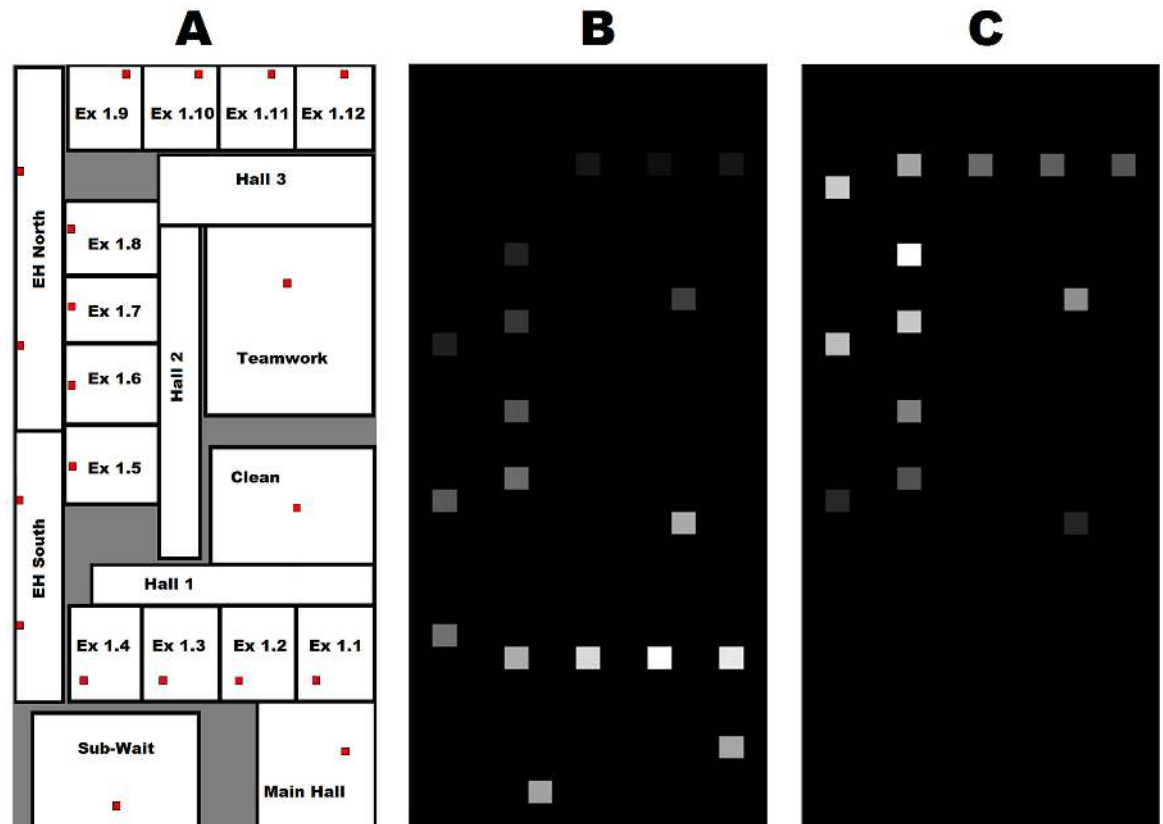 A
B
C
Ex 1.9
Ex 1.10
Ex 1.11
Ex 1.12
Hall 3
EH North
Ex 1.8
Ex 1.7
Hall 2
Teamwork
Ex 1.6
Ex 1.5
Clean
EH South
Hall 1
Ex 1.4
Ex 1.3
Ex 1.2
Ex 1.1
Sub-Wait
Main Hall